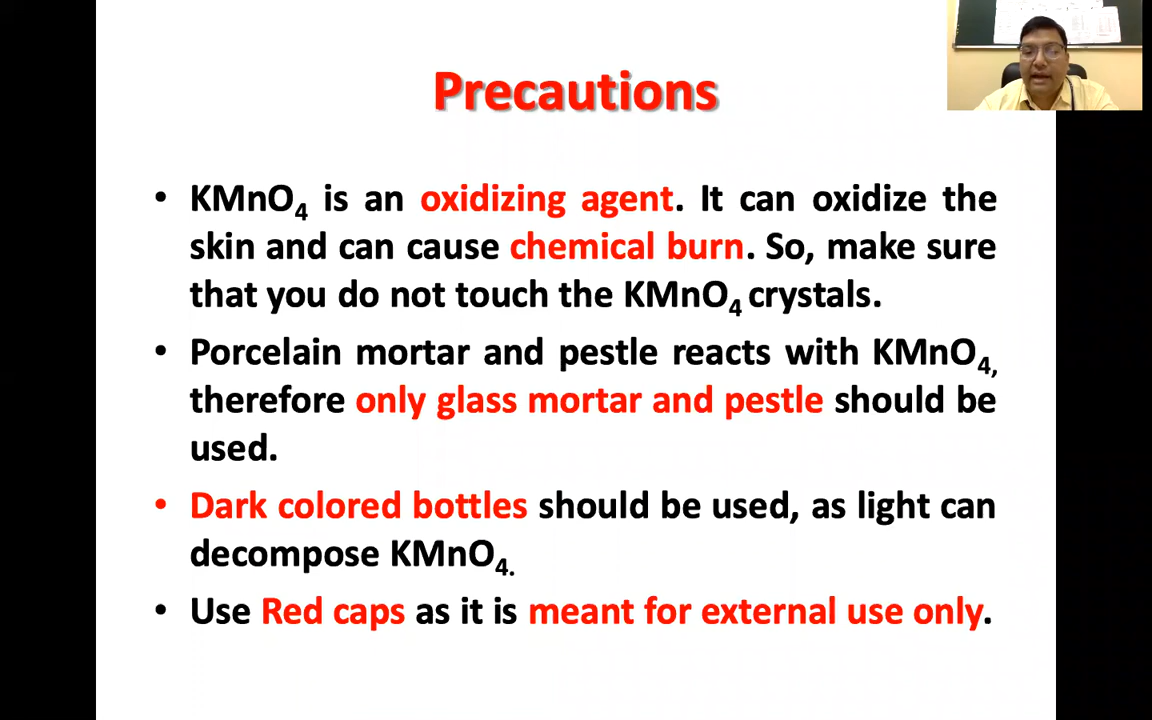 Precautions
• KMnO4 is an oxidizing agent. It can oxidize the
skin and can cause chemical burn. So, make sure
that you do not touch the KMnO4 crystals.
• Porcelain mortar and pestle reacts with KMnO4,
therefore only glass mortar and pestle should be
used.
• Dark colored bottles should be used, as light can
decompose KMnO4.
• Use Red caps as it is meant for external use only.